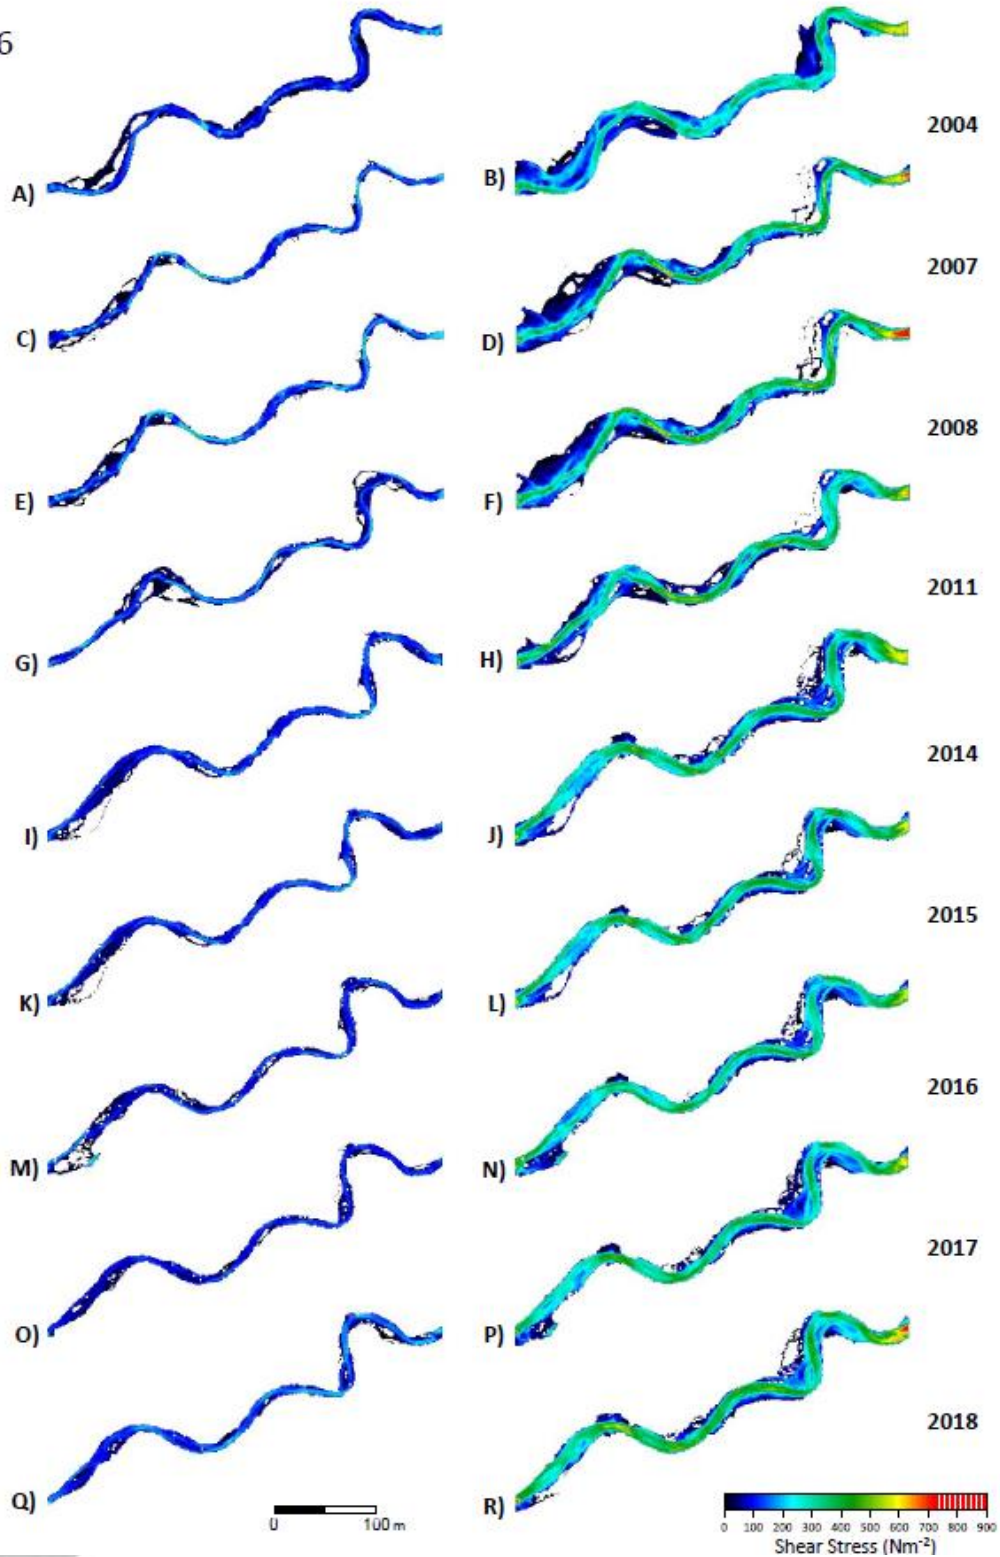 6
2004
A)
B)
2007
C)
D)
2008
E)
F)
2011
G)
H)
2014
I)
J)
2015
K)
L)
2016
M)
N)
2017
O)
P)
2018
Q)
R)
0 100 m
0 100 200 300 400 500 600 700 800 900
Shear Stress (Nm⁻²)